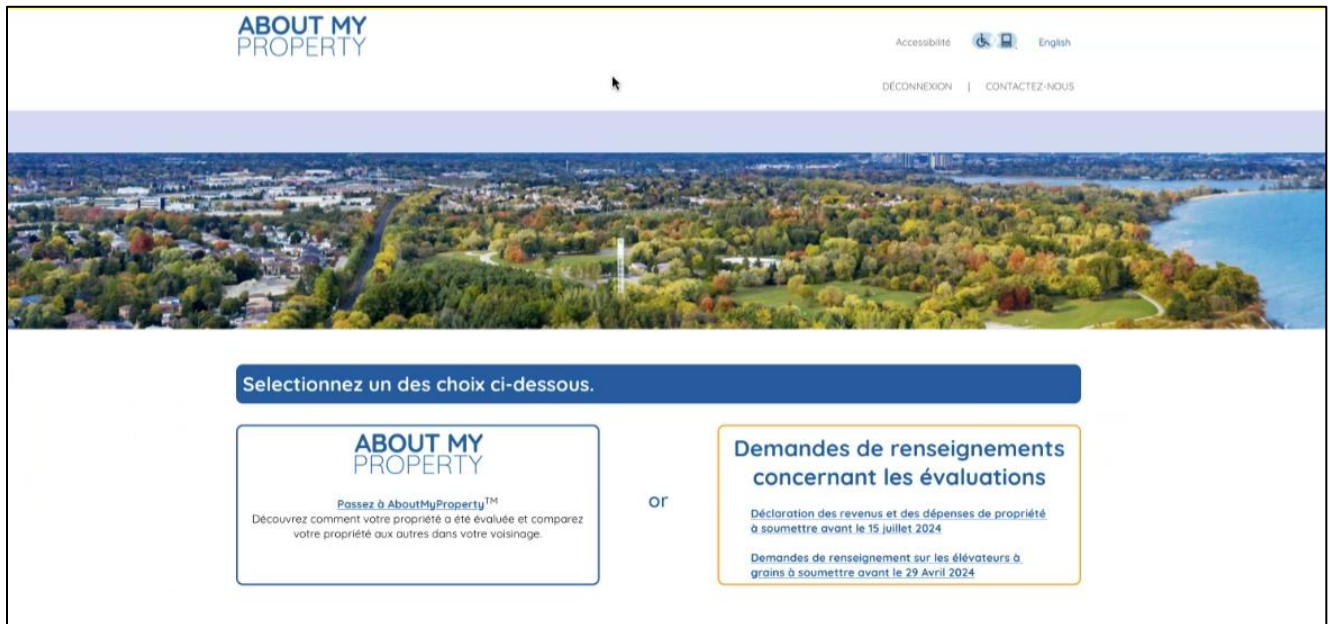 ABOUT MY
PROPERTY
Accessibilité
English
DÉCONNEXION | CONTACTEZ-NOUS
Selectionnez un des choix ci-dessous.
ABOUT MY
PROPERTY
Passez à AboutMyProperty™
Découvrez comment votre propriété a été évaluée et comparez
votre propriété aux autres dans votre voisinage.
or
Demandes de renseignements
concernant les évaluations
Déclaration des revenus et des dépenses de propriété
à soumettre avant le 15 juillet 2024
Demandes de renseignement sur les élévateurs à
grains à soumettre avant le 29 Avril 2024